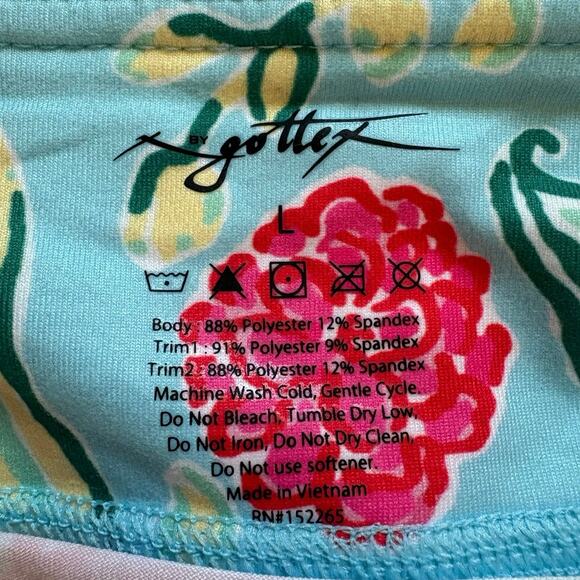 X BY gottex
L
Body : 88% Polyester 12% Spandex
Trim1 : 91% Polyester 9% Spandex
Trim2 : 88% Polyester 12% Spandex
Machine Wash Cold, Gentle Cycle.
Do Not Bleach, Tumble Dry Low,
Do Not Iron, Do Not Dry Clean,
Do Not use softener.
Made in Vietnam
RN#152265